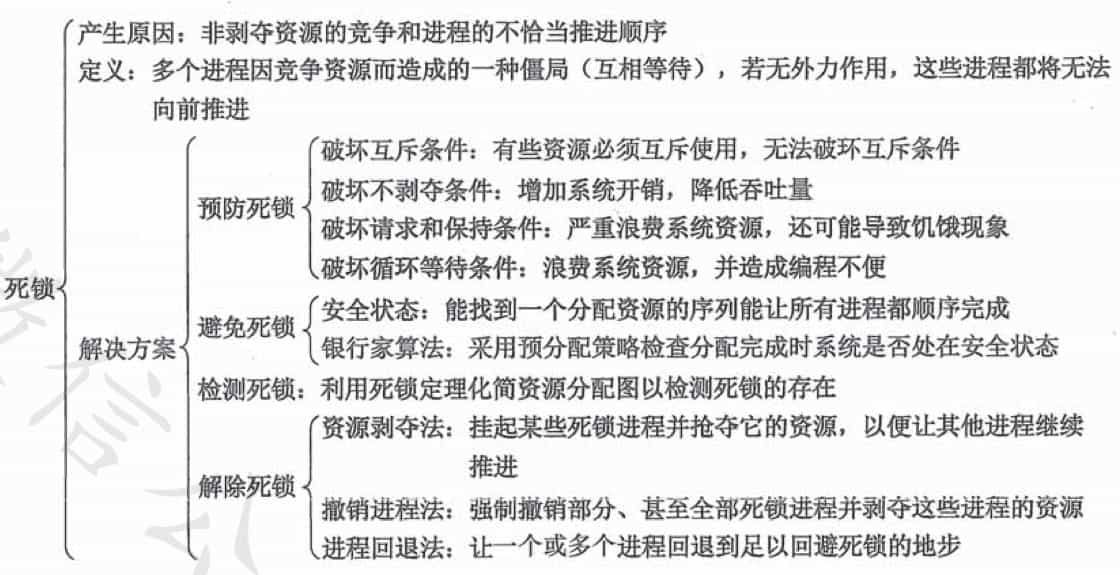 产生原因：非剥夺资源的竞争和进程的不恰当推进顺序
定义：多个进程因竞争资源而造成的一种僵局（互相等待），若无外力作用，这些进程都将无法
向前推进
破坏互斥条件：有些资源必须互斥使用，无法破环互斥条件
破坏不剥夺条件：增加系统开销，降低吞吐量
预防死锁
破坏请求和保持条件：严重浪费系统资源，还可能导致饥饿现象
破坏循环等待条件：浪费系统资源，并造成编程不便
死锁
安全状态：能找到一个分配资源的序列能让所有进程都顺序完成
避免死锁
解决方案
银行家算法：采用预分配策略检查分配完成时系统是否处在安全状态
检测死锁：利用死锁定理化简资源分配图以检测死锁的存在
资源剥夺法：挂起某些死锁进程并抢夺它的资源，以便让其他进程继续
推进
解除死锁
撤销进程法：强制撤销部分、甚至全部死锁进程并剥夺这些进程的资源
进程回退法：让一个或多个进程回退到足以回避死锁的地步
信公